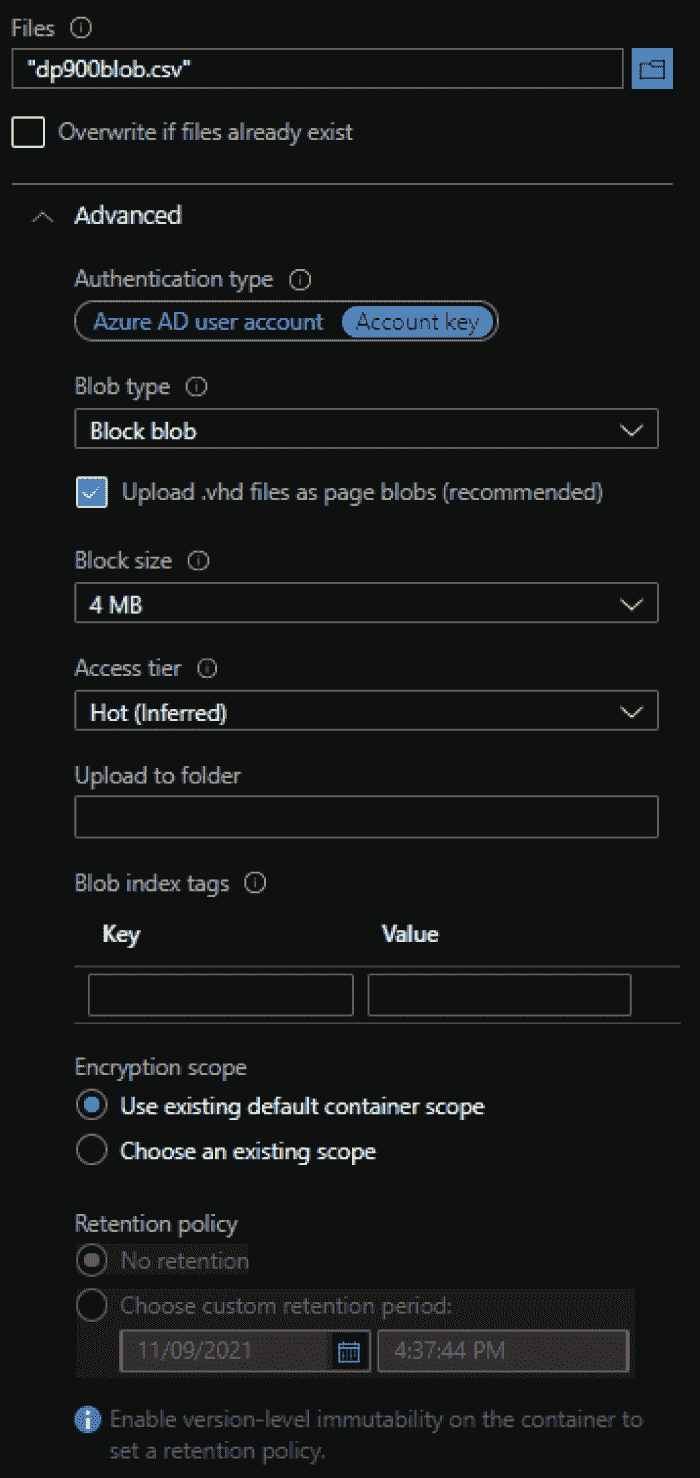 Files
"dp900blob.csv"
Overwrite if files already exist
Advanced
Authentication type
Azure AD user account Account key
Blob type
Block blob
Upload .vhd files as page blobs (recommended)
Block size
4 MB
Access tier
Hot (Inferred)
Upload to folder
Blob index tags
Key Value
Encryption scope
Use existing default container scope
Choose an existing scope
Retention policy
No retention
Choose custom retention period:
11/09/2021 4:37:44 PM
Enable version-level immutability on the container to
set a retention policy.